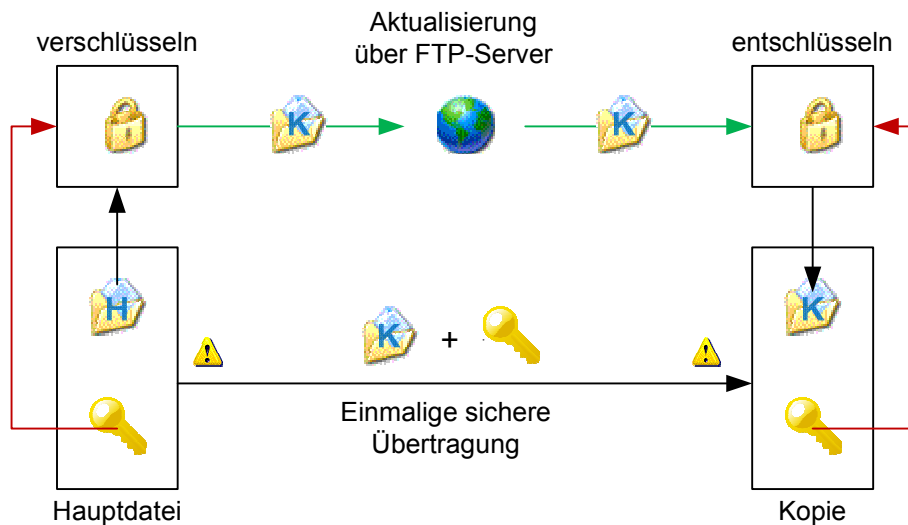 verschlüsseln
Aktualisierung
über FTP-Server
entschlüsseln
K
K
H
K
+
K
Einmalige sichere
Übertragung
Hauptdatei
Kopie